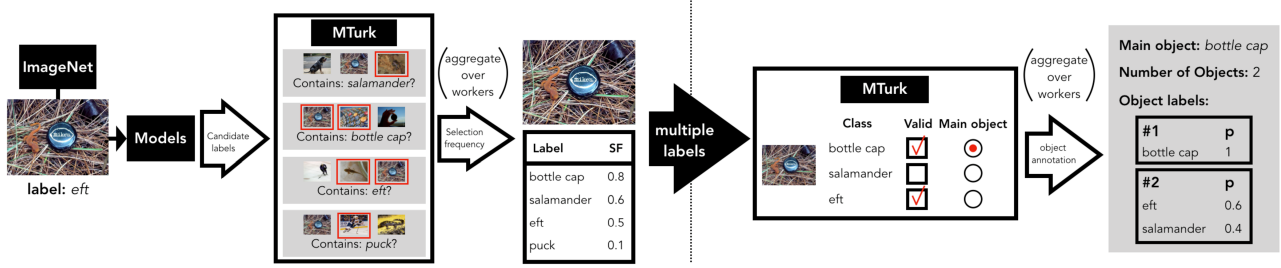 ImageNet
label: eft
Models
Candidate
labels
MTurk
Contains: salamander?
Contains: bottle cap?
Contains: eft?
Contains: puck?
(aggregate
over
workers)
Selection
frequency
Label SF
bottle cap 0.8
salamander 0.6
eft 0.5
puck 0.1
multiple
labels
MTurk
Class Valid Main object
bottle cap
salamander
eft
(aggregate
over
workers)
object
annotation
Main object: bottle cap
Number of Objects: 2
Object labels:
#1 p
bottle cap 1
#2 p
eft 0.6
salamander 0.4